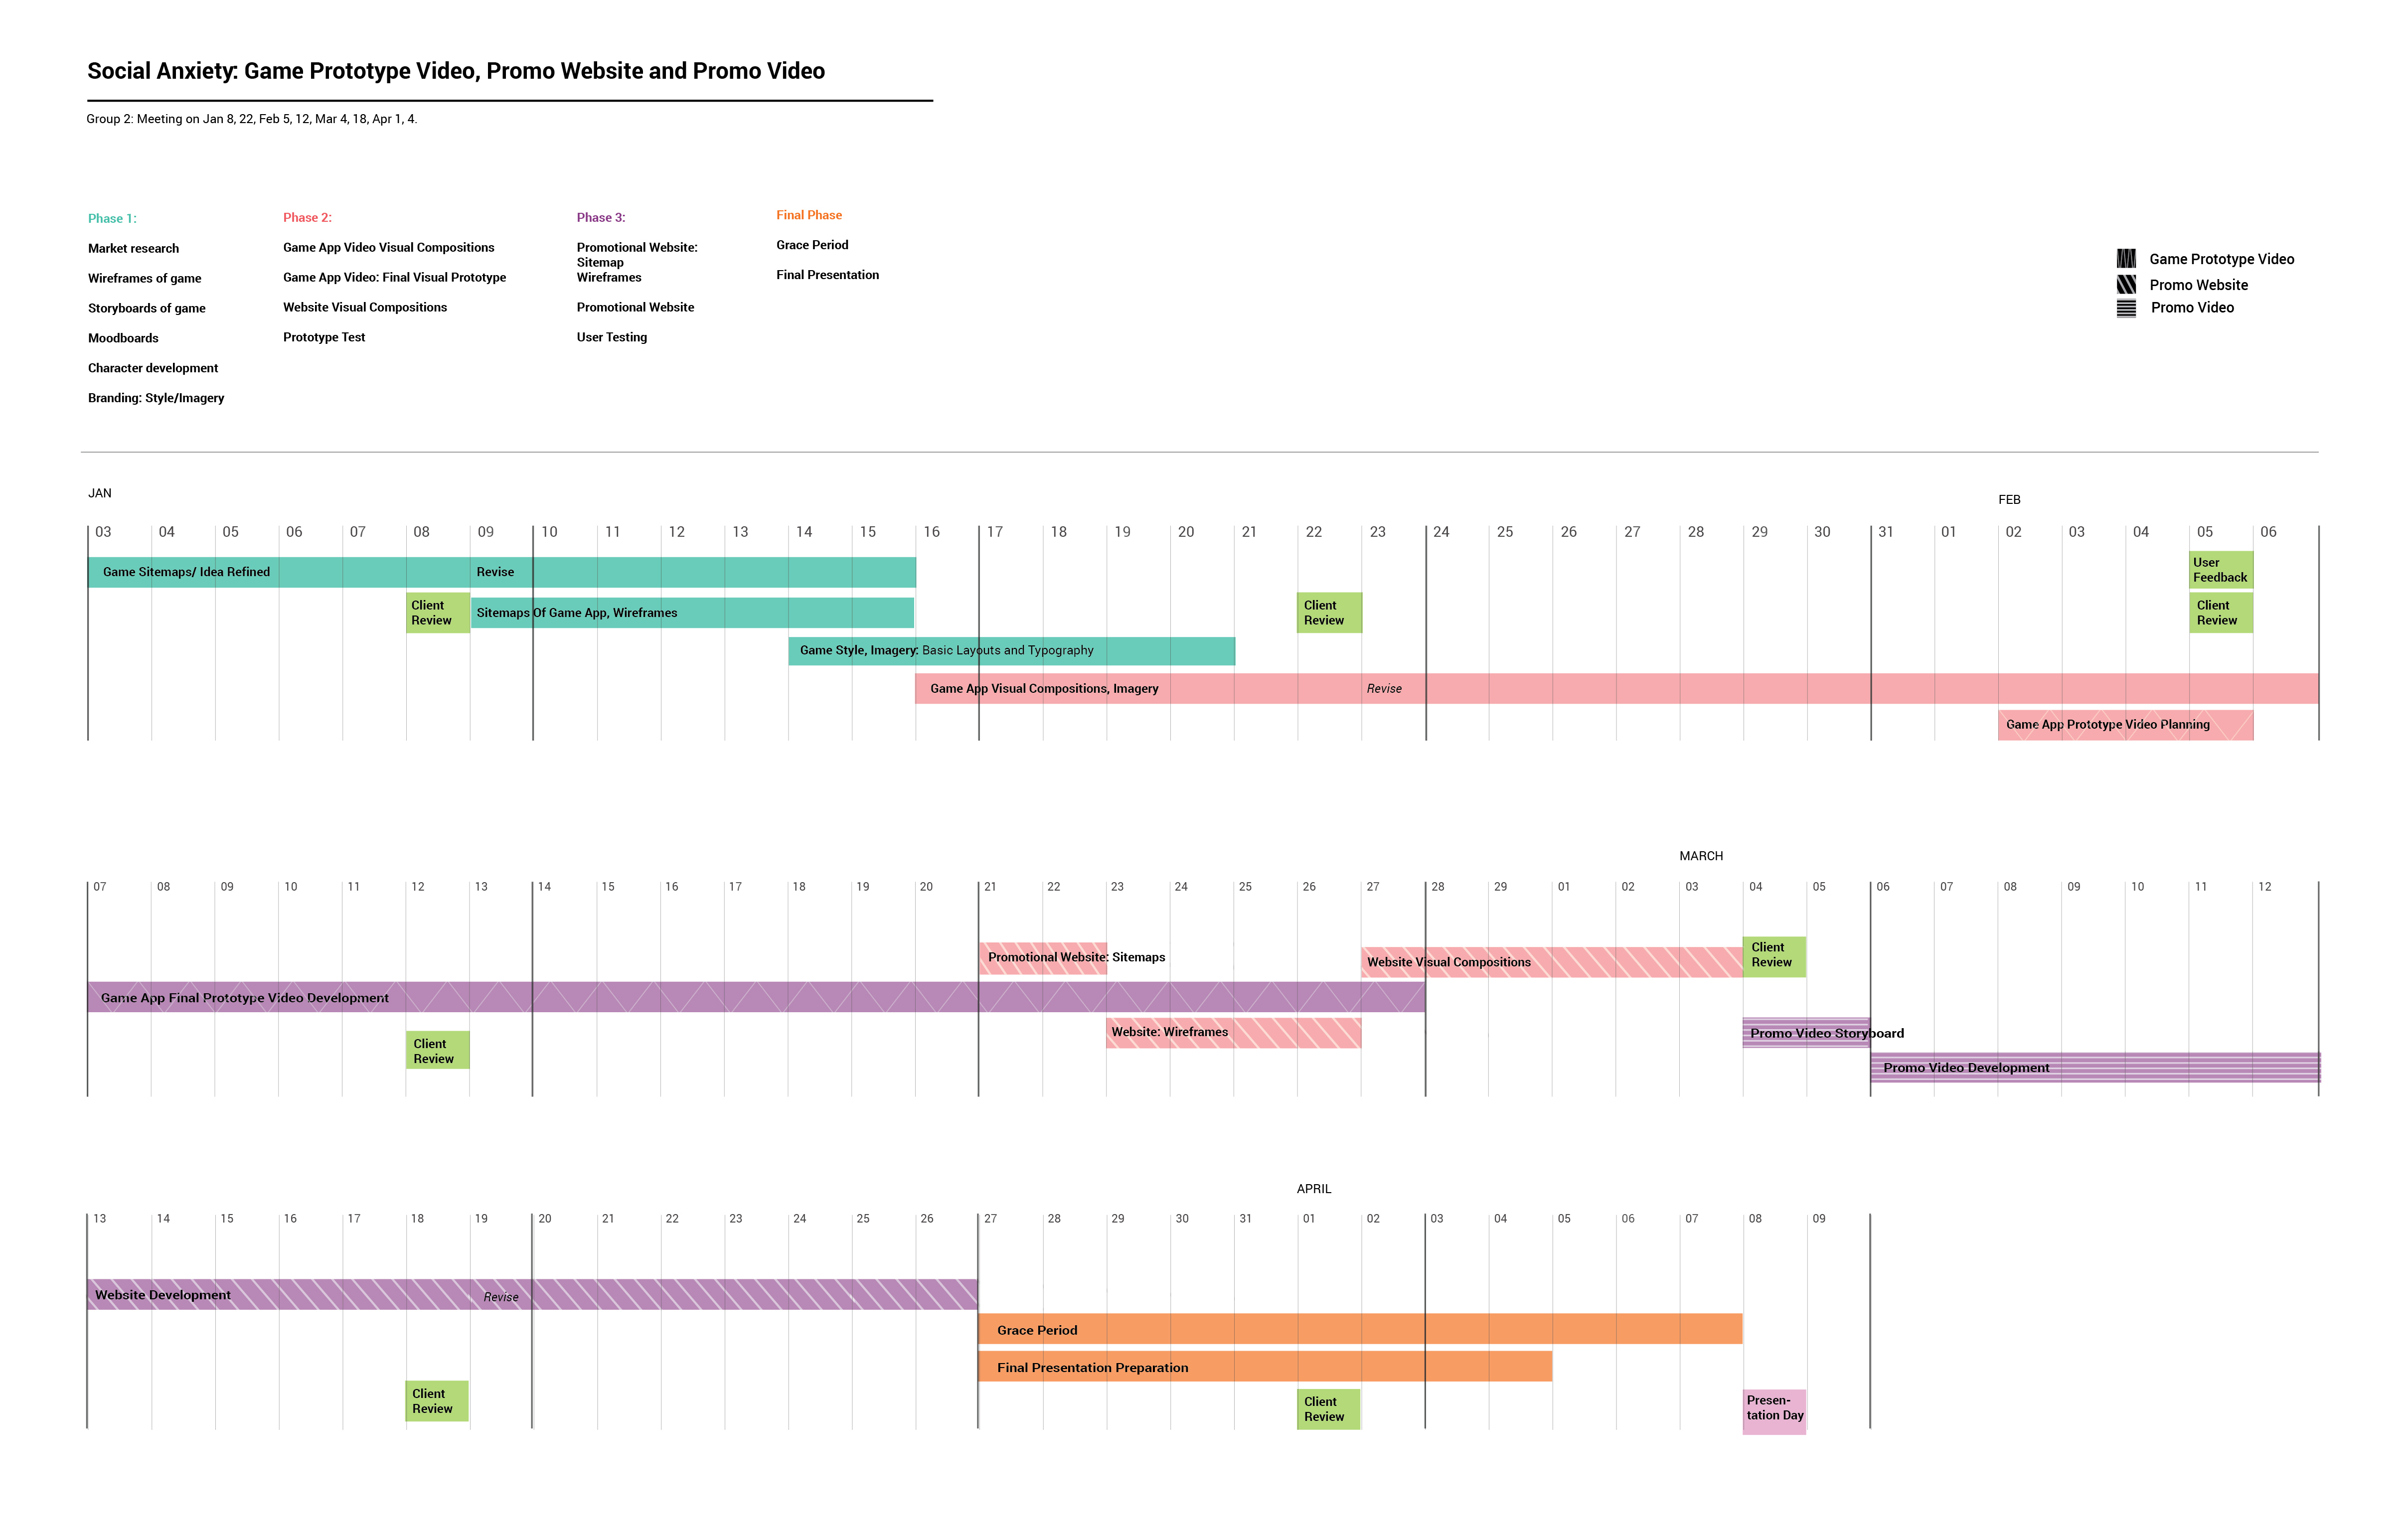 Social Anxiety: Game Prototype Video, Promo Website and Promo Video
Group 2: Meeting on Jan 8, 22, Feb 5, 12, Mar 4, 18, Apr 1, 4.
Phase 1:
Market research
Wireframes of game
Storyboards of game
Moodboards
Character development
Branding: Style/Imagery
Phase 2:
Game App Video Visual Compositions
Game App Video: Final Visual Prototype
Website Visual Compositions
Prototype Test
Phase 3:
Promotional Website:
Sitemap
Wireframes
Promotional Website
User Testing
Final Phase
Grace Period
Final Presentation
Game Prototype Video
Promo Website
Promo Video
JAN
FEB
03 04 05 06 07 08 09 10 11 12 13 14 15 16 17 18 19 20 21 22 23 24 25 26 27 28 29 30 31 01 02 03 04 05 06
Game Sitemaps/ Idea Refined
Revise
User
Feedback
Client
Review
Sitemaps Of Game App, Wireframes
Client
Review
Client
Review
Game Style, Imagery: Basic Layouts and Typography
Game App Visual Compositions, Imagery
Revise
Game App Prototype Video Planning
MARCH
07 08 09 10 11 12 13 14 15 16 17 18 19 20 21 22 23 24 25 26 27 28 29 01 02 03 04 05 06 07 08 09 10 11 12
Promotional Website: Sitemaps
Website Visual Compositions
Client
Review
Game App Final Prototype Video Development
Client
Review
Website: Wireframes
Promo Video Storyboard
Promo Video Development
APRIL
13 14 15 16 17 18 19 20 21 22 23 24 25 26 27 28 29 30 31 01 02 03 04 05 06 07 08 09
Website Development
Revise
Grace Period
Final Presentation Preparation
Client
Review
Client
Review
Presen-
tation Day